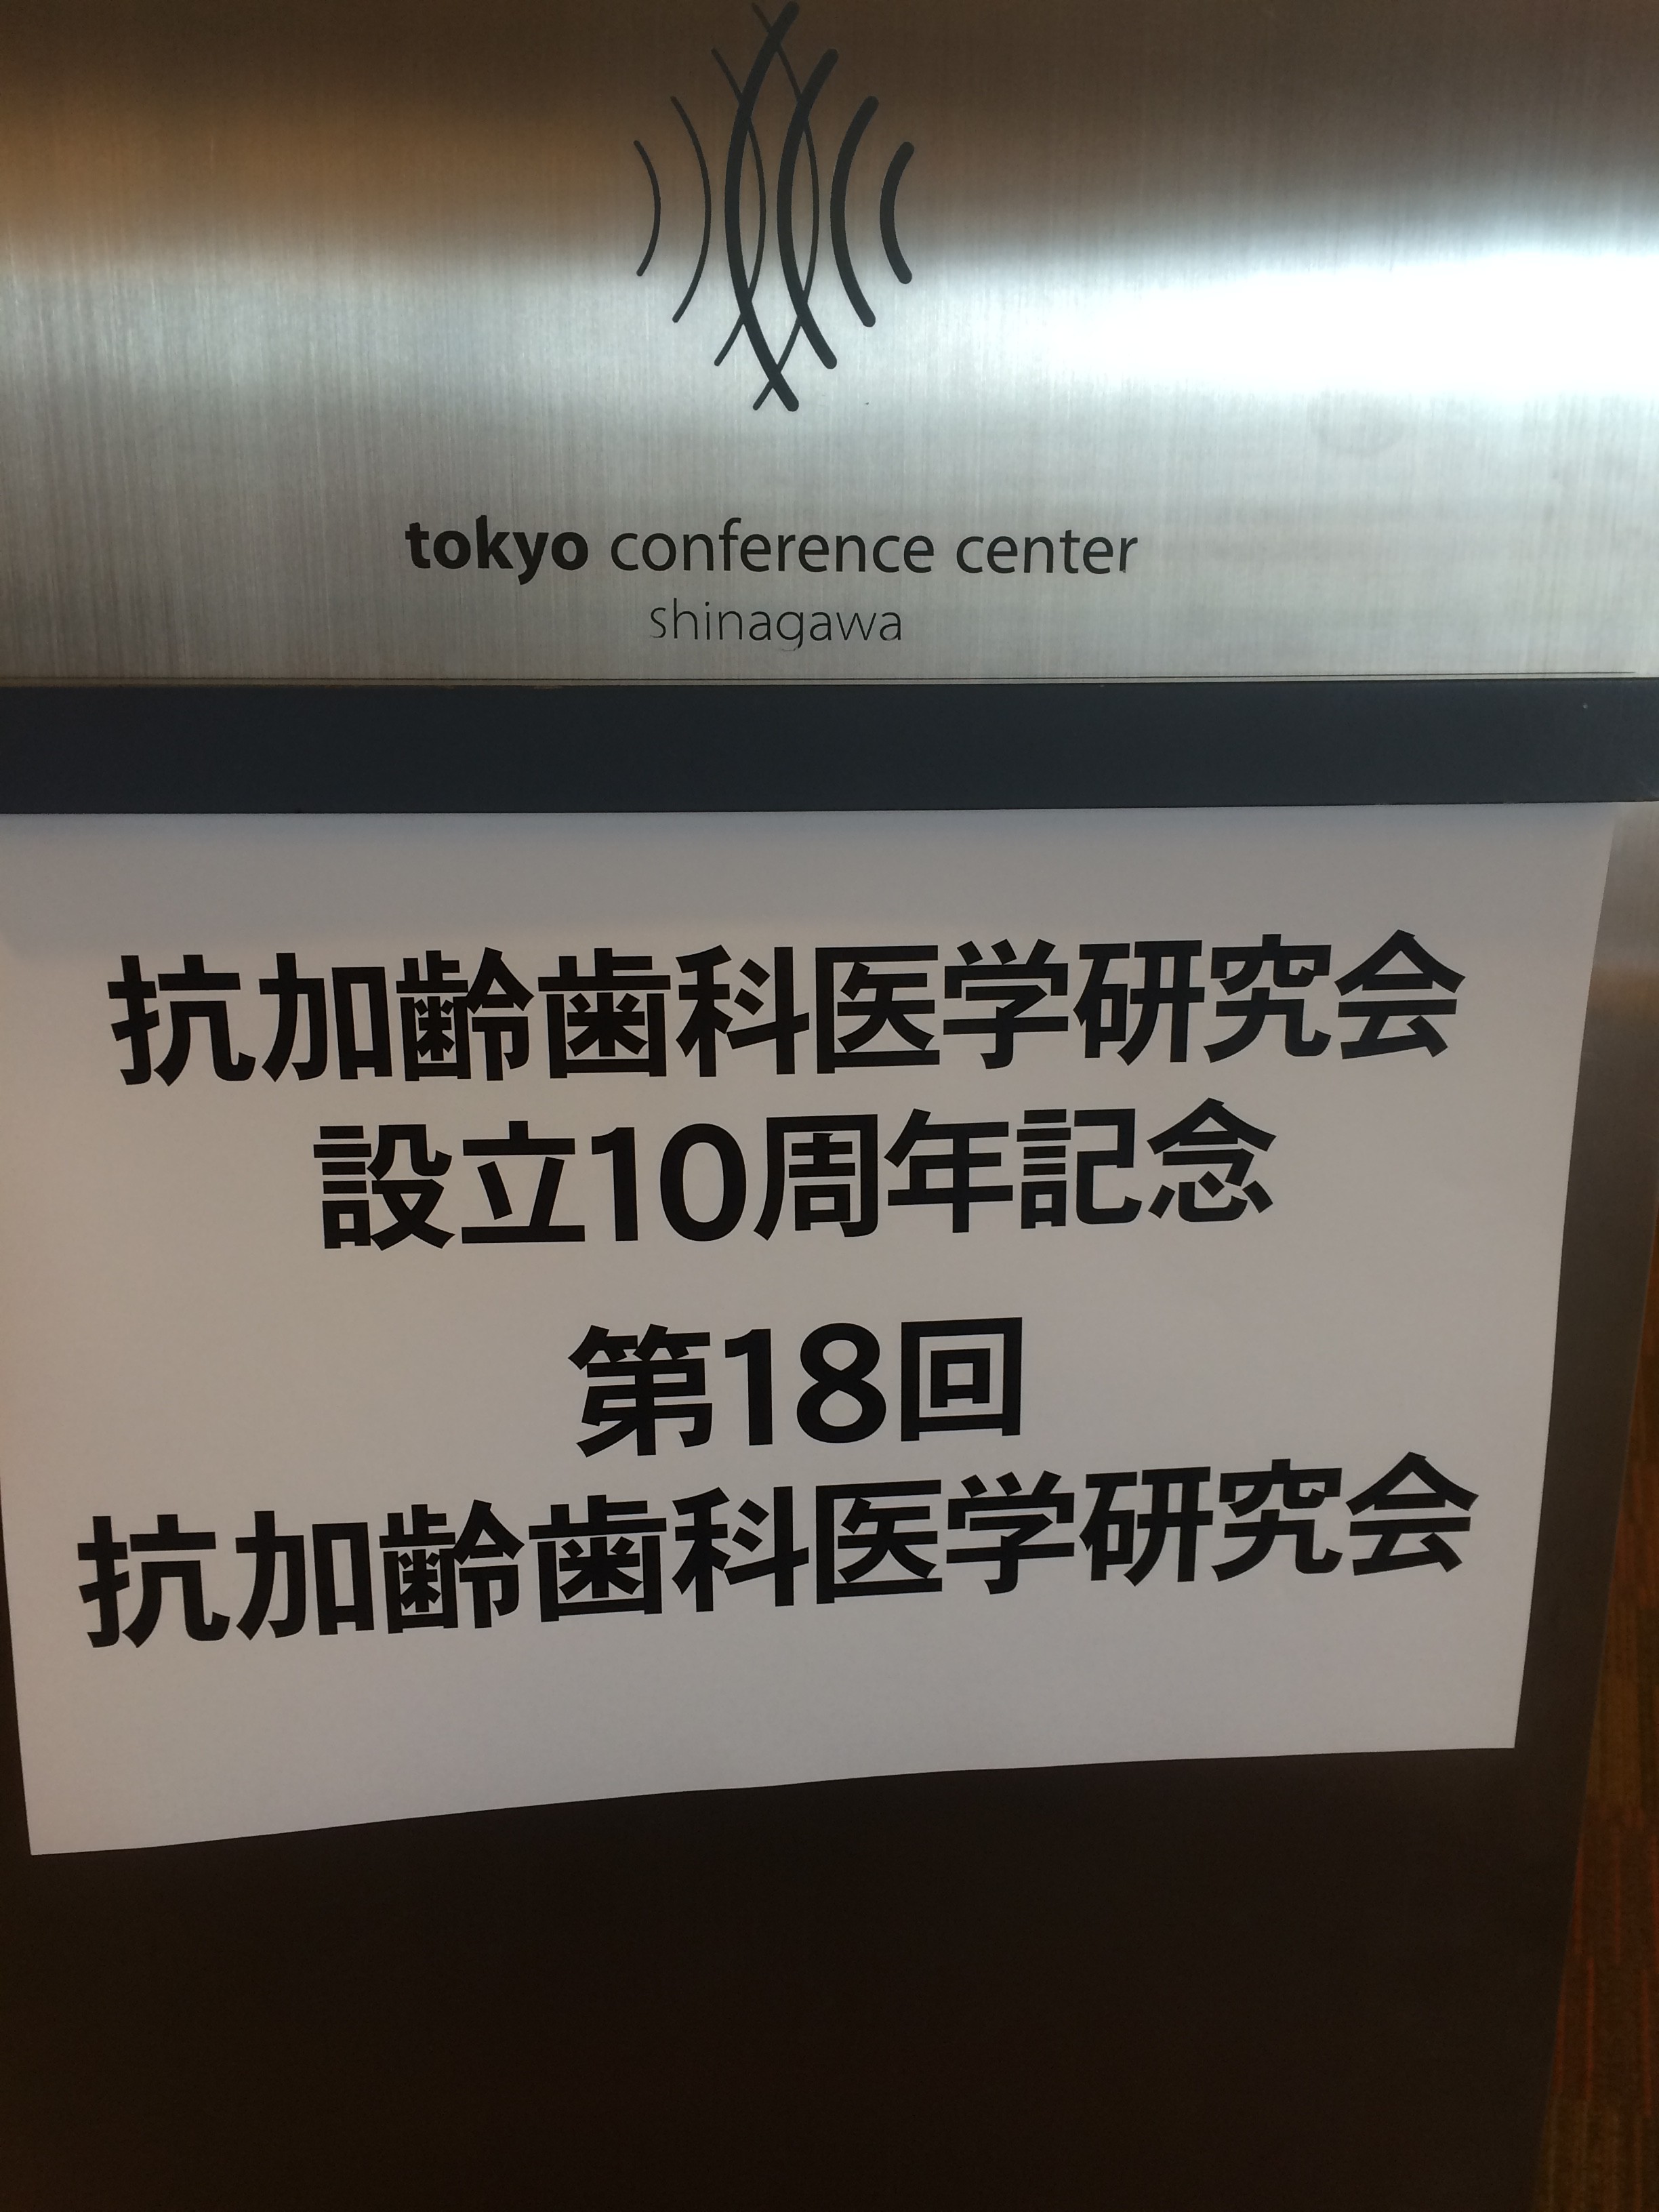 tokyo conference center
shinagawa
抗加齢歯科医学研究会
設立10周年記念
第18回
抗加齢歯科医学研究会